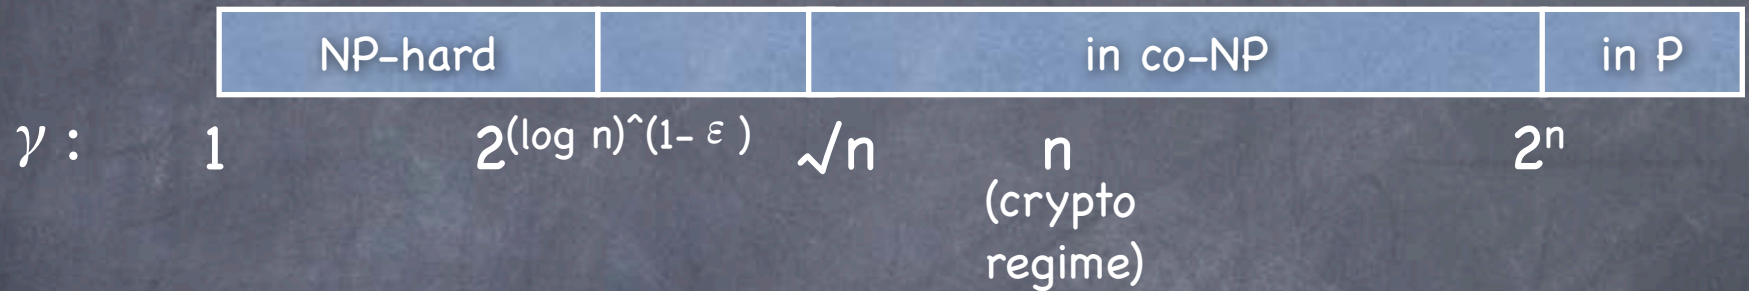 NP-hard in co-NP in P
γ : 1 2^(log n)^(1- ε ) √n n 2ⁿ
(crypto
regime)